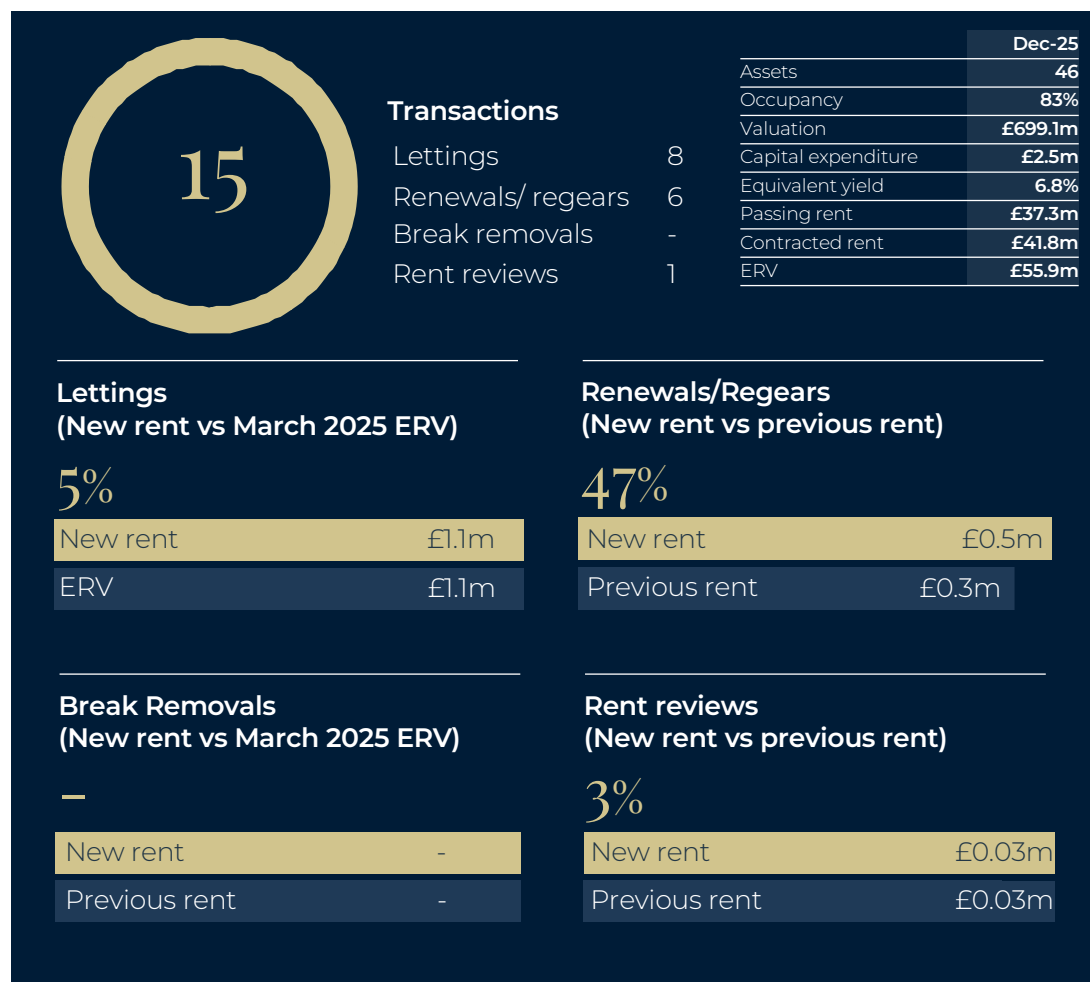 15
Transactions
Lettings 8
Renewals/ regears 6
Break removals -
Rent reviews 1
Dec-25
Assets 46
Occupancy 83%
Valuation £699.1m
Capital expenditure £2.5m
Equivalent yield 6.8%
Passing rent £37.3m
Contracted rent £41.8m
ERV £55.9m
Lettings
(New rent vs March 2025 ERV)
5%
New rent £1.1m
ERV £1.1m
Renewals/Regears
(New rent vs previous rent)
47%
New rent £0.5m
Previous rent £0.3m
Break Removals
(New rent vs March 2025 ERV)
–
New rent -
Previous rent -
Rent reviews
(New rent vs previous rent)
3%
New rent £0.03m
Previous rent £0.03m